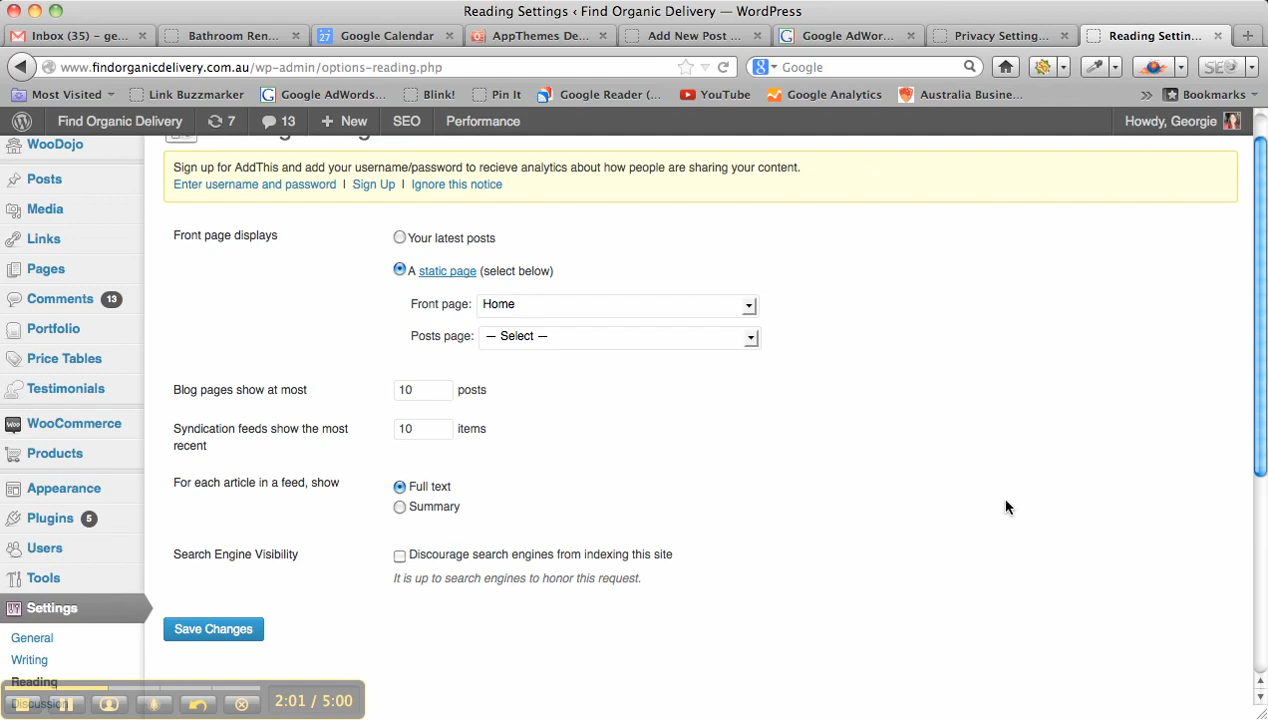 Reading Settings ‹ Find Organic Delivery — WordPress
Inbox (35) – ge...
Bathroom Ren...
27 Google Calendar
AppThemes De...
Add New Post ...
Google AdWor...
Privacy Setting...
Reading Settin...
www.findorganicdelivery.com.au/wp-admin/options-reading.php
Google
SEO
Most Visited
Link Buzzmarker
Google AdWords...
Blink!
Pin It
Google Reader (...
YouTube
Google Analytics
Australia Busine...
Bookmarks
Find Organic Delivery
7
13
New
SEO
Performance
Howdy, Georgie
WooDojo
Posts
Media
Links
Pages
Comments 13
Portfolio
Price Tables
Testimonials
WooCommerce
Products
Appearance
Plugins 5
Users
Tools
Settings
General
Writing
Reading
Discussion
Sign up for AddThis and add your username/password to recieve analytics about how people are sharing your content.
Enter username and password | Sign Up | Ignore this notice
Front page displays
Your latest posts
A static page (select below)
Front page: Home
Posts page: — Select —
Blog pages show at most 10 posts
Syndication feeds show the most
recent
10 items
For each article in a feed, show
Full text
Summary
Search Engine Visibility
Discourage search engines from indexing this site
It is up to search engines to honor this request.
Save Changes
2:01 / 5:00